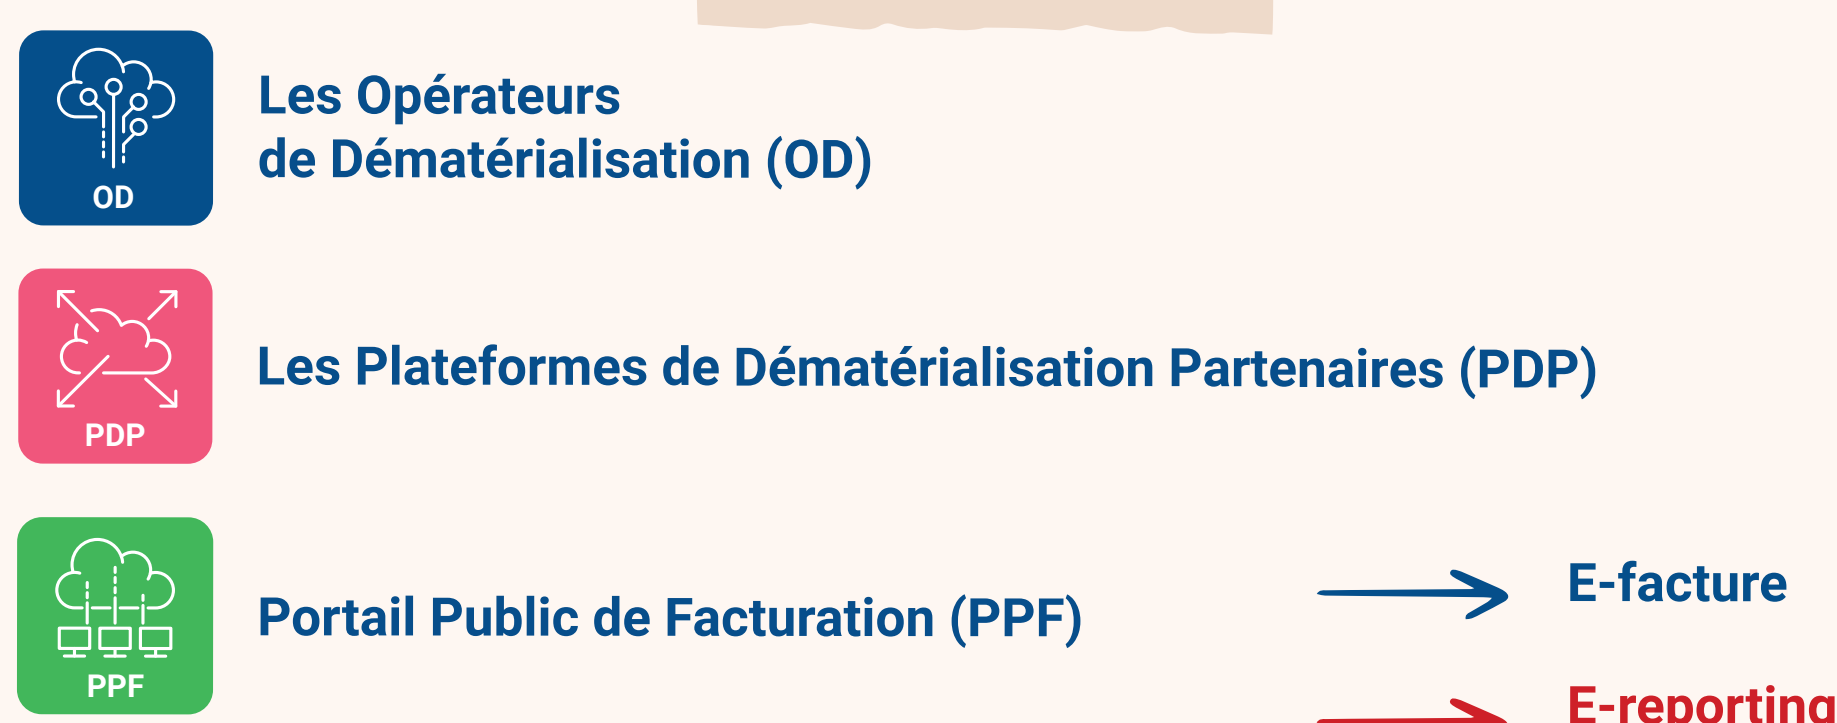 Les Opérateurs
de Dématérialisation (OD)
OD
Les Plateformes de Dématérialisation Partenaires (PDP)
PDP
Portail Public de Facturation (PPF)
E-facture
PPF
E-reporting